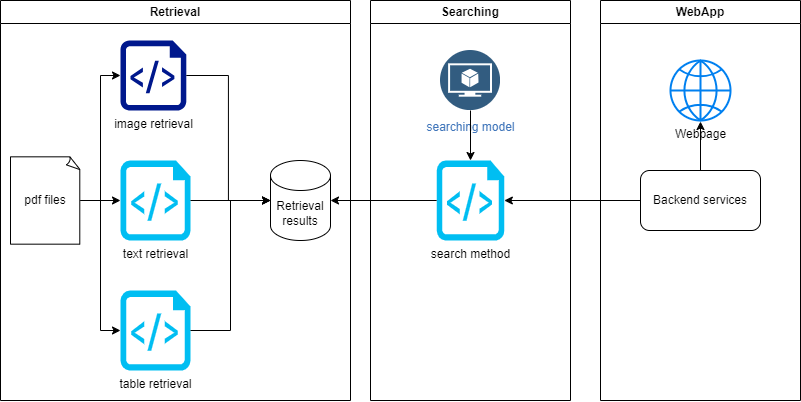 Retrieval
Searching
WebApp
image retrieval
searching model
Webpage
pdf files
Retrieval
results
Backend services
text retrieval
search method
table retrieval